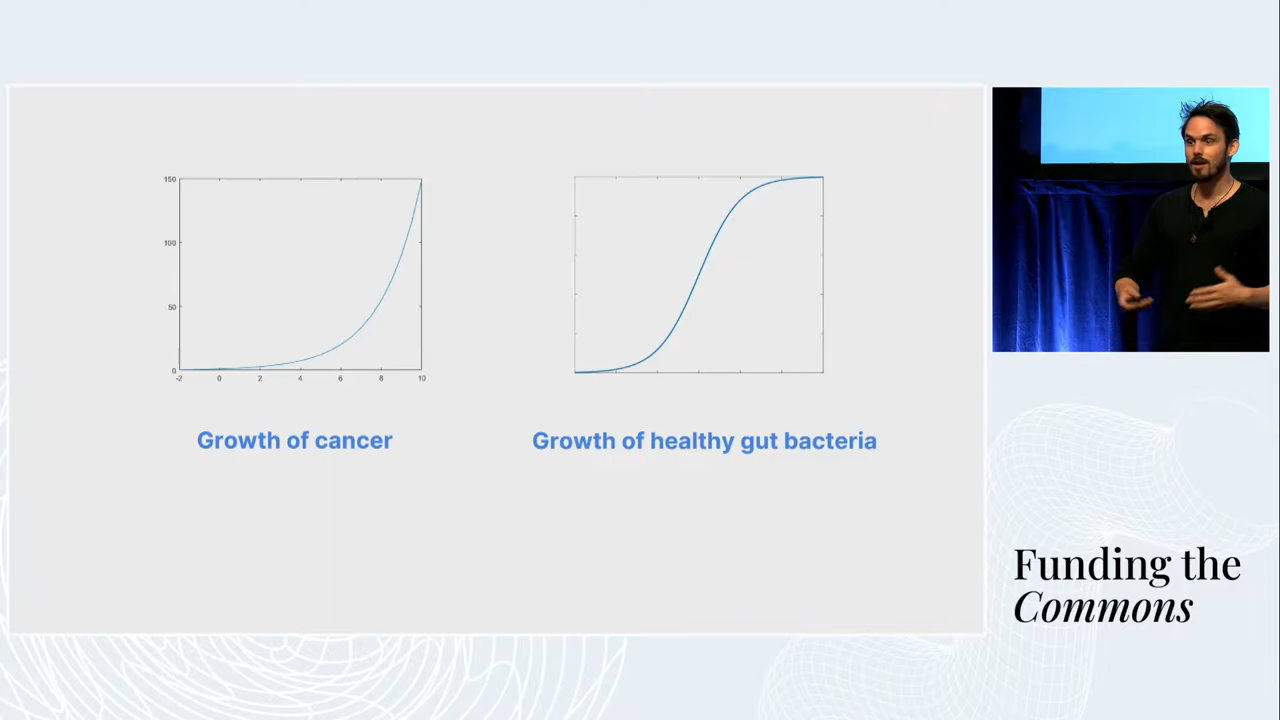 150
100
50
0
-2 0 2 4 6 8 10
Growth of cancer
Growth of healthy gut bacteria
Funding the
Commons